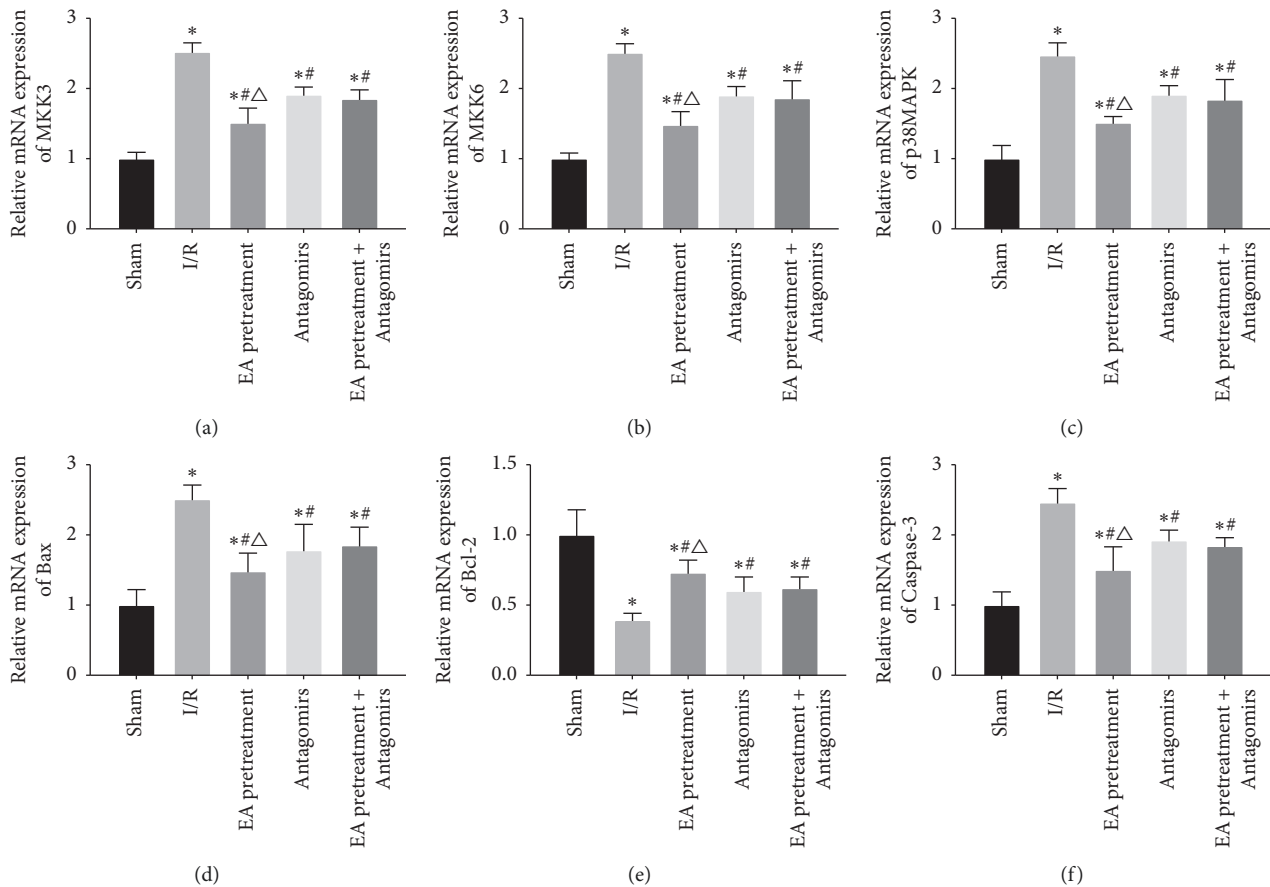 Relative mRNA expression
of MKK3
3
2
1
0
*
*#△
*#
*#
Sham
I/R
EA pretreatment
Antagomirs
EA pretreatment +
Antagomirs
(a)
Relative mRNA expression
of MKK6
3
2
1
0
*
*#△
*#
*#
Sham
I/R
EA pretreatment
Antagomirs
EA pretreatment +
Antagomirs
(b)
Relative mRNA expression
of p38MAPK
3
2
1
0
*
*#△
*#
*#
Sham
I/R
EA pretreatment
Antagomirs
EA pretreatment +
Antagomirs
(c)
Relative mRNA expression
of Bax
3
2
1
0
*
*#△
*#
*#
Sham
I/R
EA pretreatment
Antagomirs
EA pretreatment +
Antagomirs
(d)
Relative mRNA expression
of Bcl-2
1.5
1.0
0.5
0.0
*
*#△
*#
*#
Sham
I/R
EA pretreatment
Antagomirs
EA pretreatment +
Antagomirs
(e)
Relative mRNA expression
of Caspase-3
3
2
1
0
*
*#△
*#
*#
Sham
I/R
EA pretreatment
Antagomirs
EA pretreatment +
Antagomirs
(f)